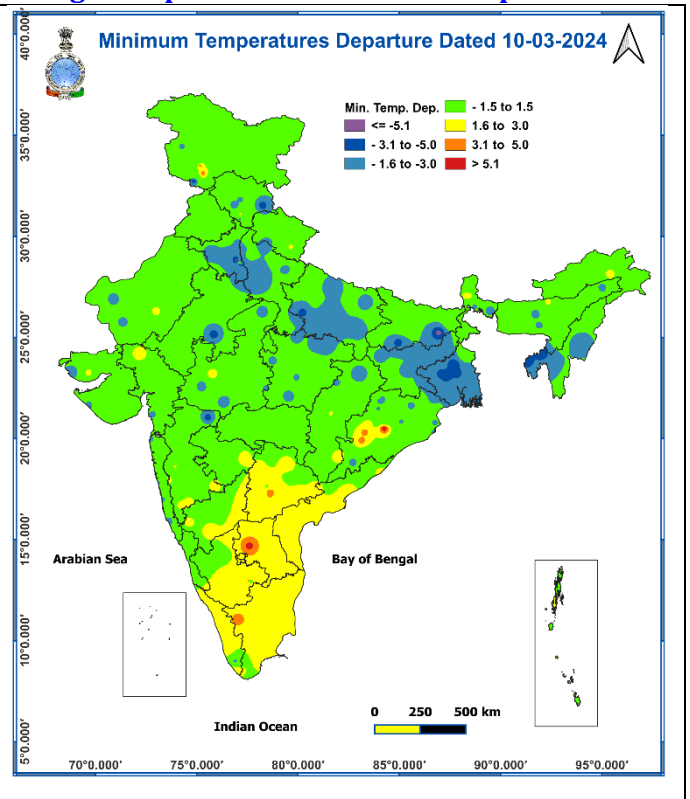 Minimum Temperatures Departure Dated 10-03-2024
Min. Temp. Dep.
<= -5.1
- 3.1 to -5.0
- 1.6 to -3.0
- 1.5 to 1.5
1.6 to 3.0
3.1 to 5.0
> 5.1
40°0.000'
35°0.000'
30°0.000'
25°0.000'
20°0.000'
15°0.000'
10°0.000'
5°0.000'
Arabian Sea
Bay of Bengal
Indian Ocean
0 250 500 km
70°0.000' 75°0.000' 80°0.000' 85°0.000' 90°0.000' 95°0.000'